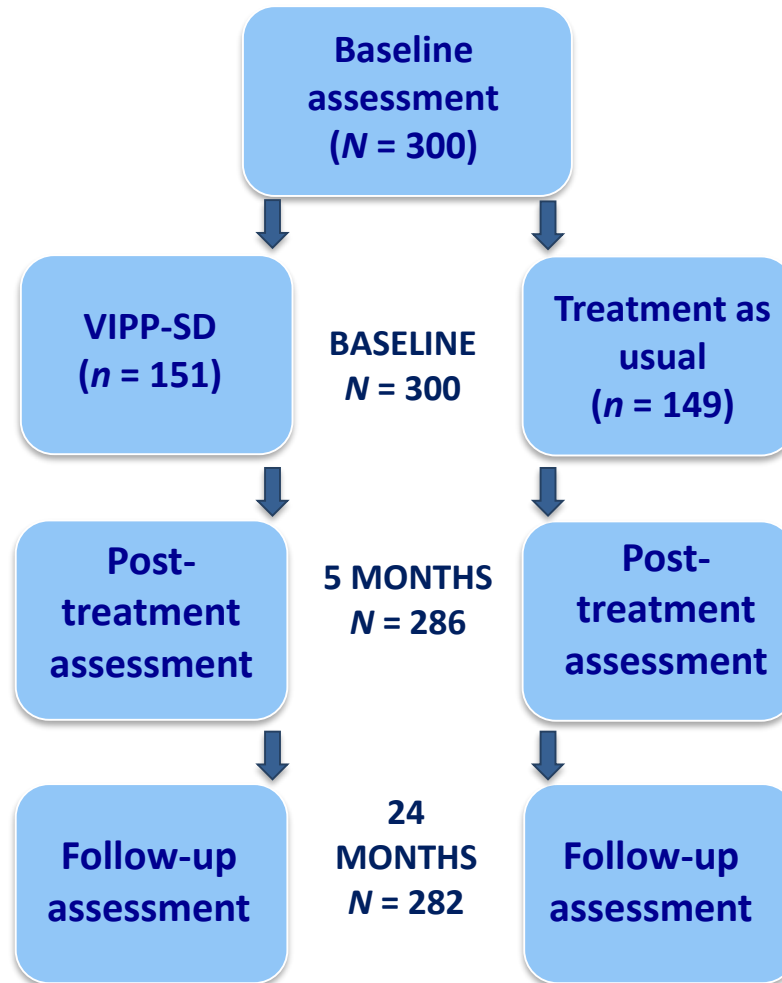 Baseline
assessment
(N = 300)
VIPP-SD
(n = 151)
BASELINE
N = 300
Treatment as
usual
(n = 149)
Post-
treatment
assessment
5 MONTHS
N = 286
Post-
treatment
assessment
Follow-up
assessment
24
MONTHS
N = 282
Follow-up
assessment